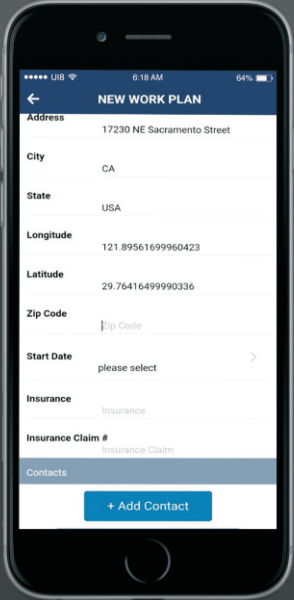 UI8 6:18 AM 64%
NEW WORK PLAN
Address
17230 NE Sacramento Street
City
CA
State
USA
Longitude
121.89561699960423
Latitude
29.76416499990336
Zip Code
Zip Code
Start Date
please select
Insurance
Insurance
Insurance Claim #
Insurance Claim
Contacts
+ Add Contact